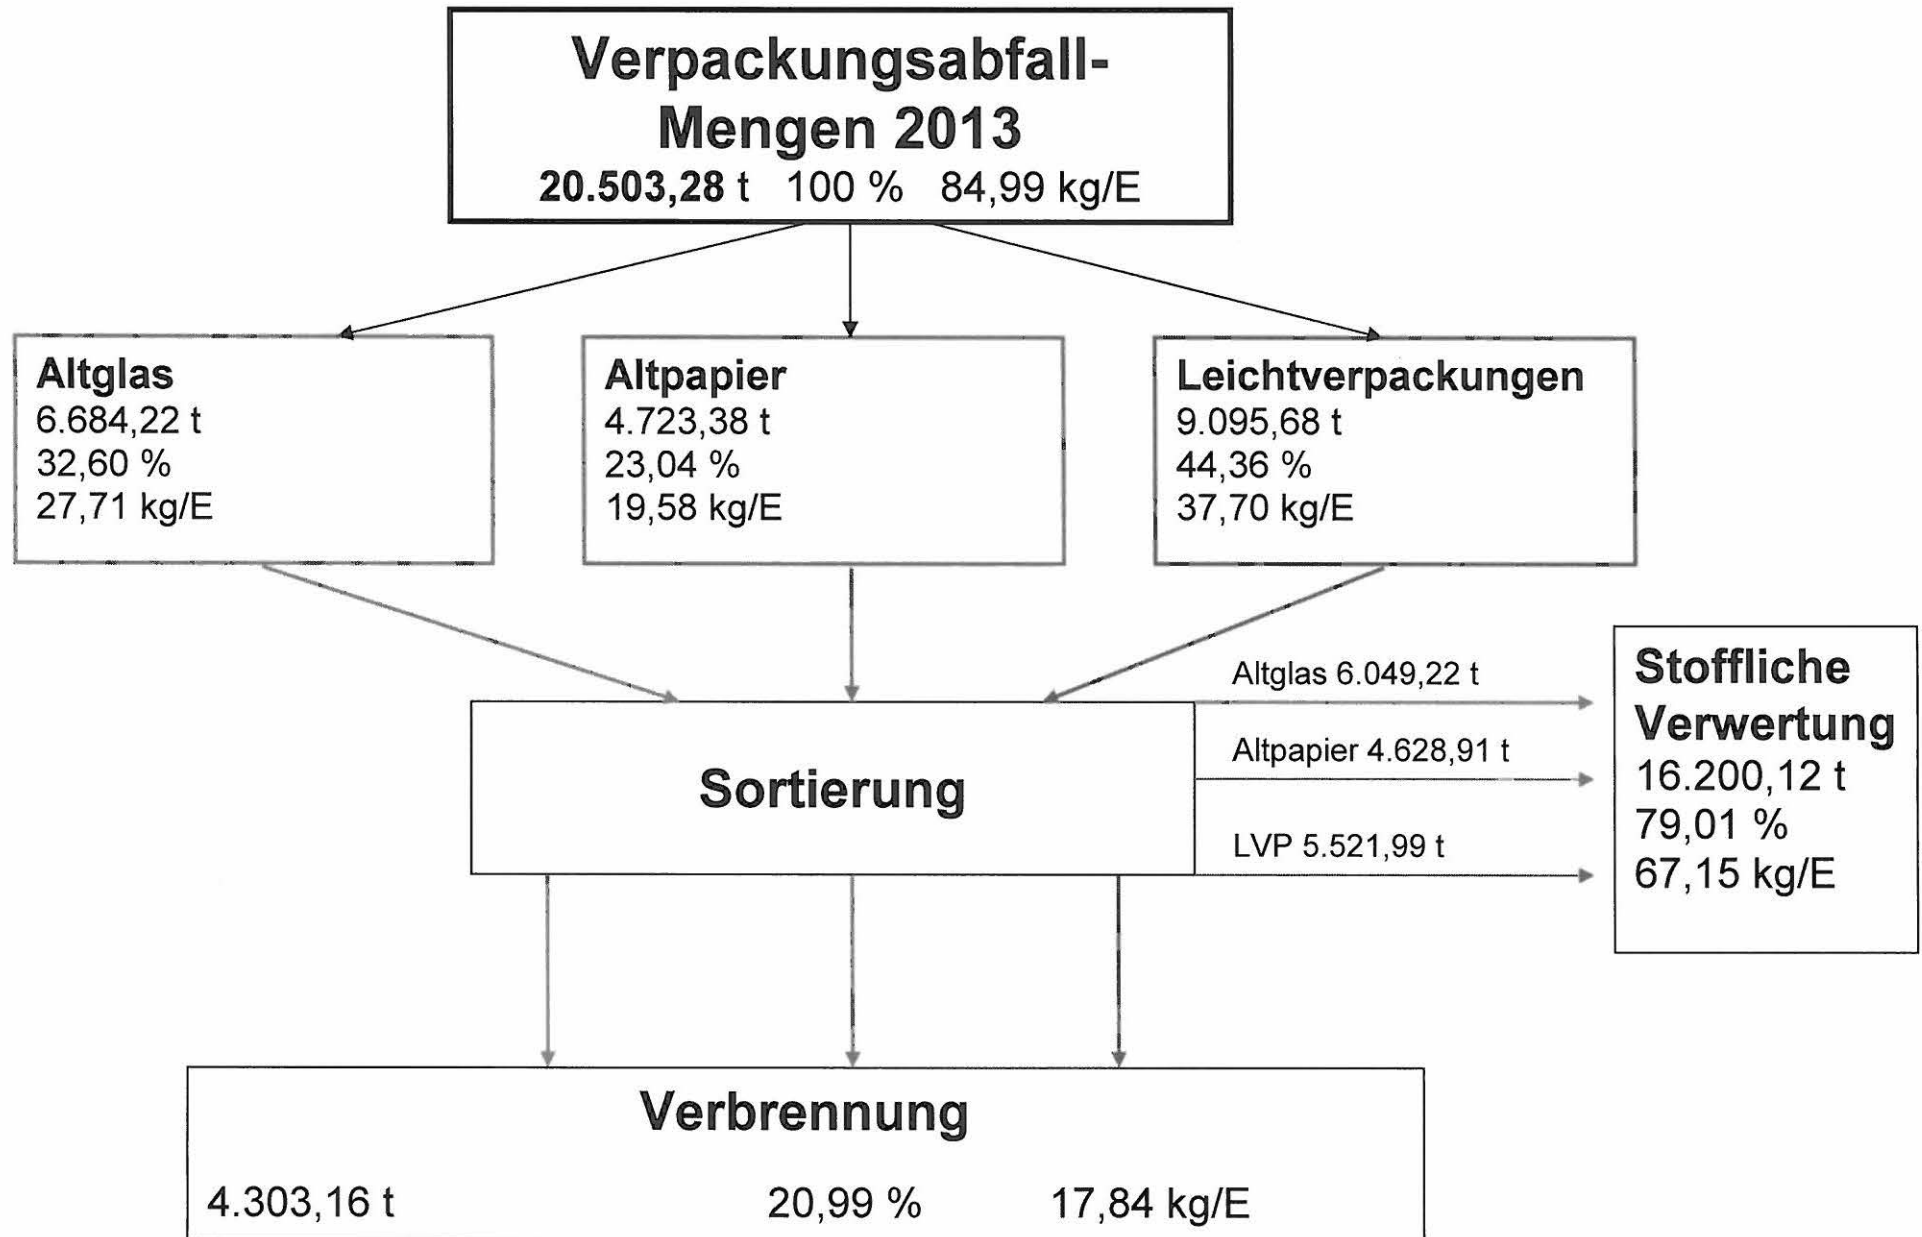 Verpackungsabfall-
Mengen 2013
20.503,28 t 100 % 84,99 kg/E
Altglas
6.684,22 t
32,60 %
27,71 kg/E
Altpapier
4.723,38 t
23,04 %
19,58 kg/E
Leichtverpackungen
9.095,68 t
44,36 %
37,70 kg/E
Sortierung
Altglas 6.049,22 t
Altpapier 4.628,91 t
LVP 5.521,99 t
Stoffliche
Verwertung
16.200,12 t
79,01 %
67,15 kg/E
Verbrennung
4.303,16 t 20,99 % 17,84 kg/E